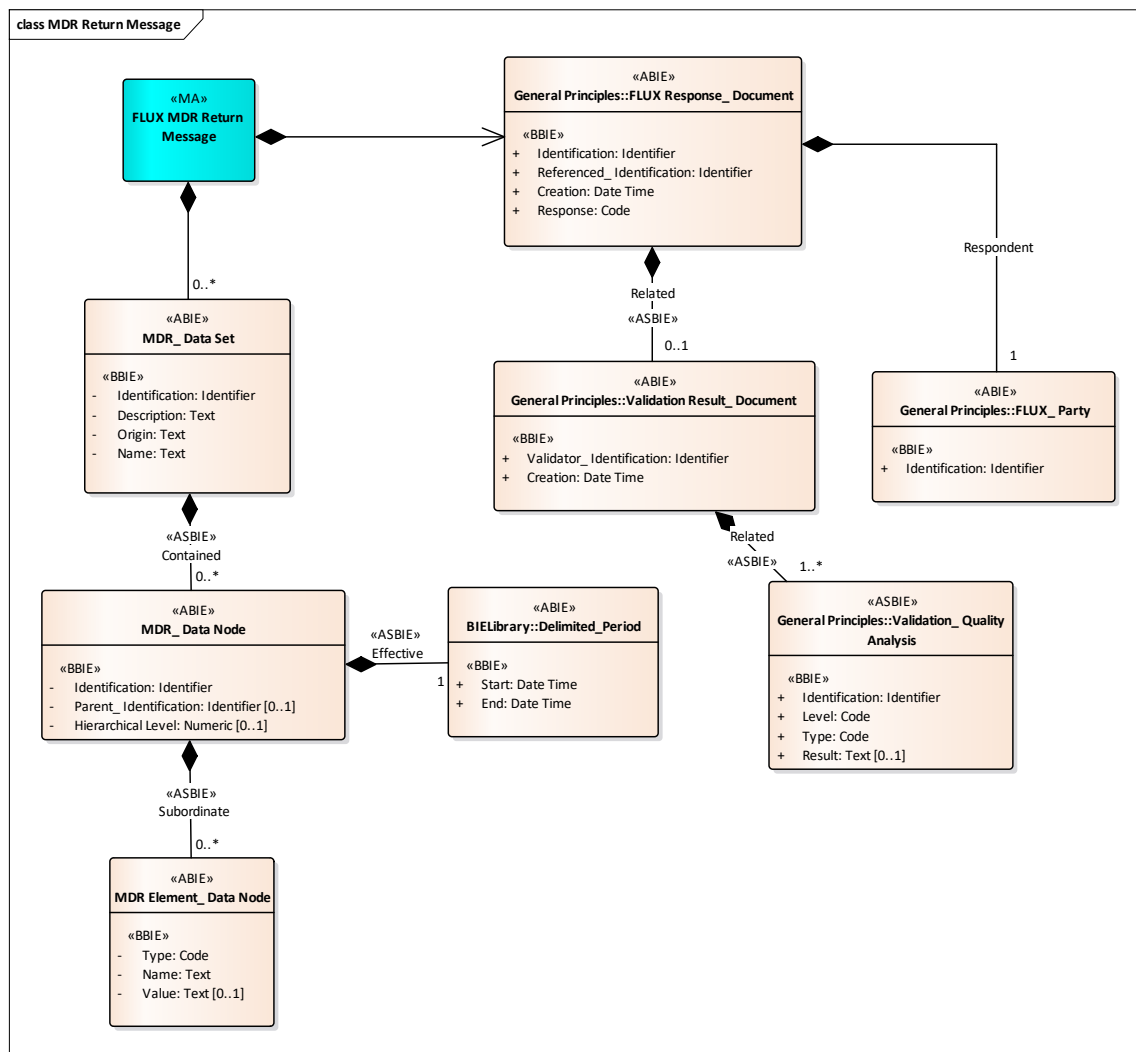 class MDR Return Message
«MA»
FLUX MDR Return
Message
«ABIE»
General Principles::FLUX Response_ Document
«BBIE»
+ Identification: Identifier
+ Referenced_ Identification: Identifier
+ Creation: Date Time
+ Response: Code
Respondent
1
0..*
Related
«ASBIE»
0..1
«ABIE»
MDR_ Data Set
«BBIE»
- Identification: Identifier
- Description: Text
- Origin: Text
- Name: Text
«ABIE»
General Principles::Validation Result_ Document
«BBIE»
+ Validator_ Identification: Identifier
+ Creation: Date Time
«ABIE»
General Principles::FLUX_ Party
«BBIE»
+ Identification: Identifier
«ASBIE»
Contained
0..*
Related
«ASBIE»
1..*
«ABIE»
MDR_ Data Node
«BBIE»
- Identification: Identifier
- Parent_ Identification: Identifier [0..1]
- Hierarchical Level: Numeric [0..1]
«ASBIE»
Effective
1
«ABIE»
BIELibrary::Delimited_Period
«BBIE»
+ Start: Date Time
+ End: Date Time
«ASBIE»
General Principles::Validation_ Quality
Analysis
«BBIE»
+ Identification: Identifier
+ Level: Code
+ Type: Code
+ Result: Text [0..1]
«ASBIE»
Subordinate
0..*
«ABIE»
MDR Element_ Data Node
«BBIE»
- Type: Code
- Name: Text
- Value: Text [0..1]